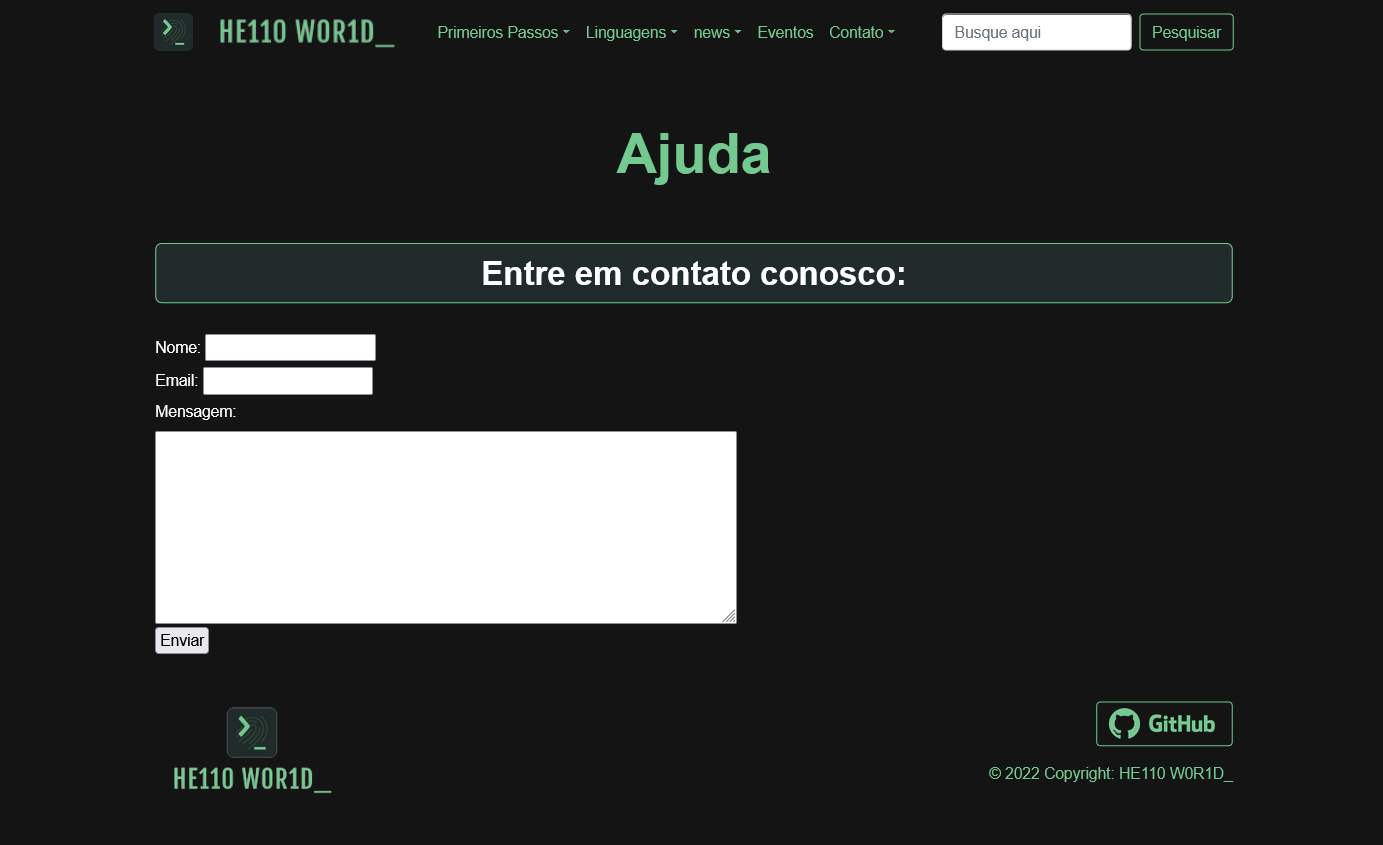 HE110 WOR1D_ Primeiros Passos Linguagens news Eventos Contato Busque aqui Pesquisar
Ajuda
Entre em contato conosco:
Nome:
Email:
Mensagem:
Enviar
GitHub
HE110 WOR1D_
© 2022 Copyright: HE110 W0R1D_